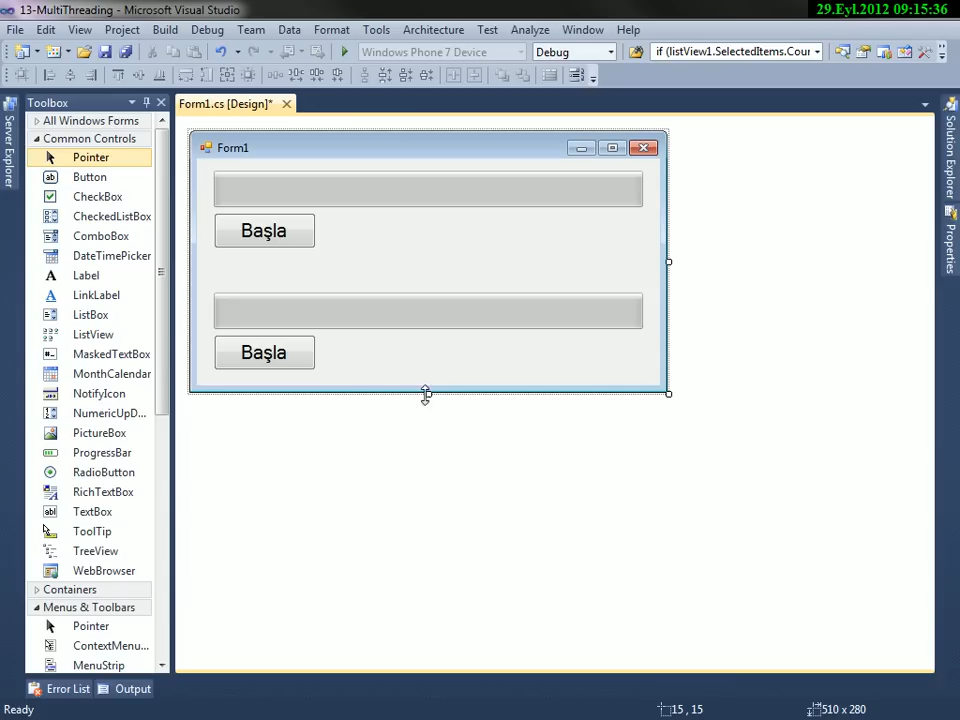 13-MultiThreading - Microsoft Visual Studio
29.Eyl.2012 09:15:36
File Edit View Project Build Debug Team Data Format Tools Architecture Test Analyze Window Help
Windows Phone 7 Device Debug if (listView1.SelectedItems.Cour
Toolbox
Form1.cs [Design]*
Server Explorer
Solution Explorer
Properties
All Windows Forms
Common Controls
Pointer
Button
CheckBox
CheckedListBox
ComboBox
DateTimePicker
Label
LinkLabel
ListBox
ListView
MaskedTextBox
MonthCalendar
NotifyIcon
NumericUpD...
PictureBox
ProgressBar
RadioButton
RichTextBox
TextBox
ToolTip
TreeView
WebBrowser
Containers
Menus & Toolbars
Pointer
ContextMenu...
MenuStrip
Form1
Başla
Başla
Error List Output
Ready
15 , 15
510 x 280